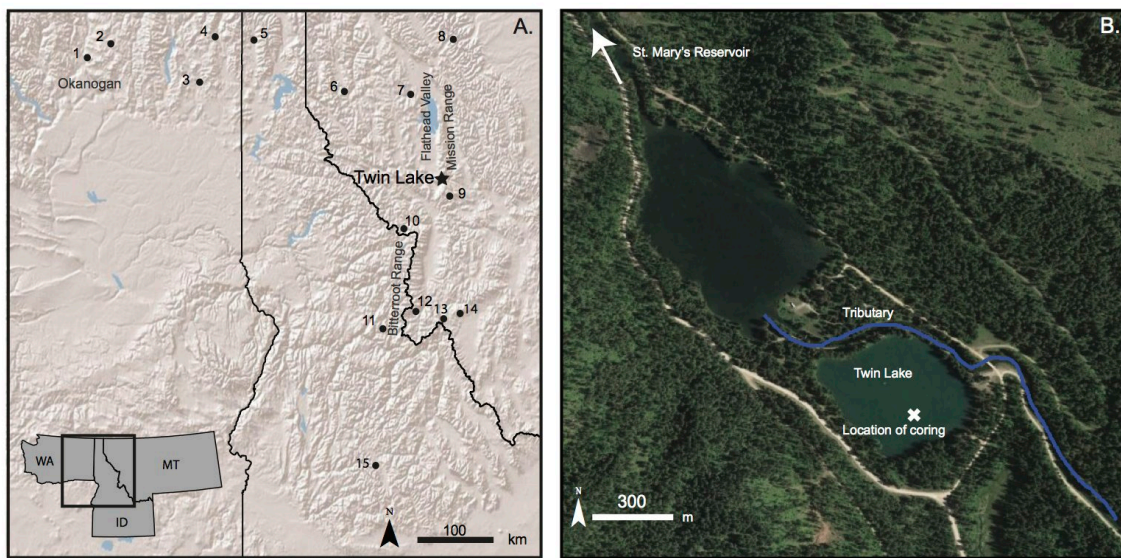 A.
1
2
4
5
8
Okanogan
3
6
7
Flathead Valley
Mission Range
Twin Lake
9
10
Bitterroot Range
11
12
13
14
15
WA
MT
ID
N
100
km
B.
St. Mary's Reservoir
Tributary
Twin Lake
Location of coring
N
300
m